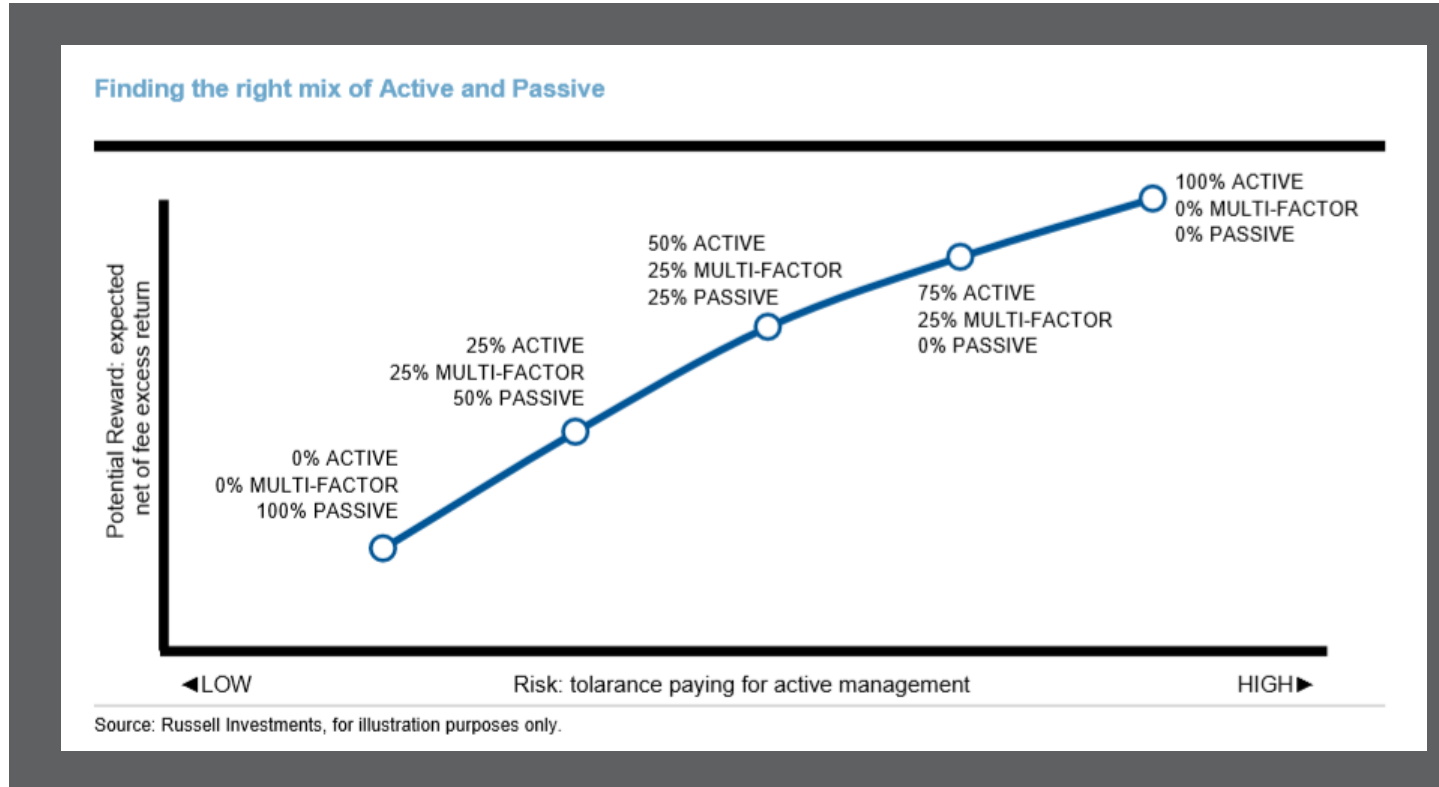 Finding the right mix of Active and Passive
100% ACTIVE
0% MULTI-FACTOR
0% PASSIVE
50% ACTIVE
25% MULTI-FACTOR
25% PASSIVE
75% ACTIVE
25% MULTI-FACTOR
0% PASSIVE
25% ACTIVE
25% MULTI-FACTOR
50% PASSIVE
0% ACTIVE
0% MULTI-FACTOR
100% PASSIVE
Potential Reward: expected
net of fee excess return
◄LOW
Risk: tolarance paying for active management
HIGH►
Source: Russell Investments, for illustration purposes only.